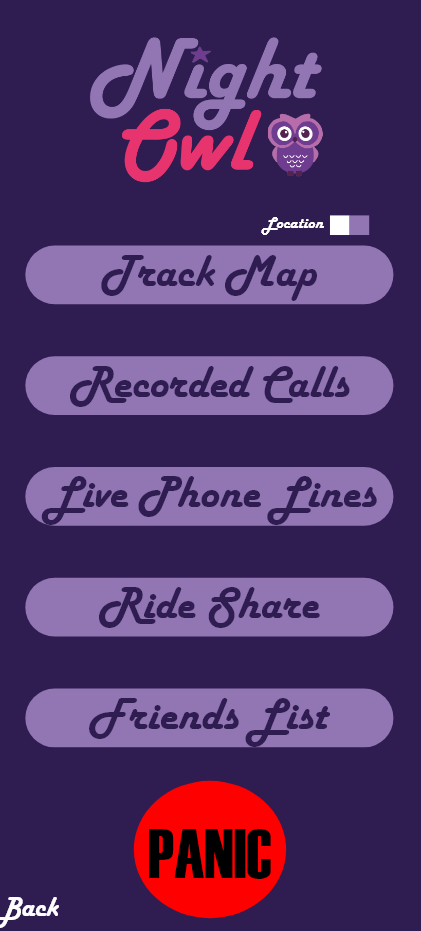 Night
Owl
Location
Track Map
Recorded Calls
Live Phone Lines
Ride Share
Friends List
PANIC
Back